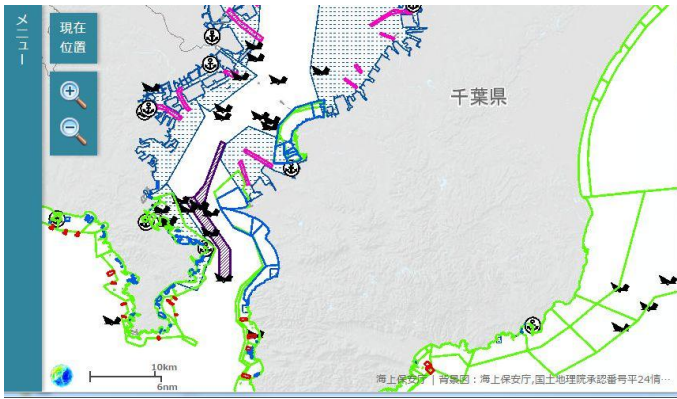 メニュー
現在
位置
千葉県
10km
6nm
海上保安庁 | 背景図：海上保安庁,国土地理院承認番号平24情…